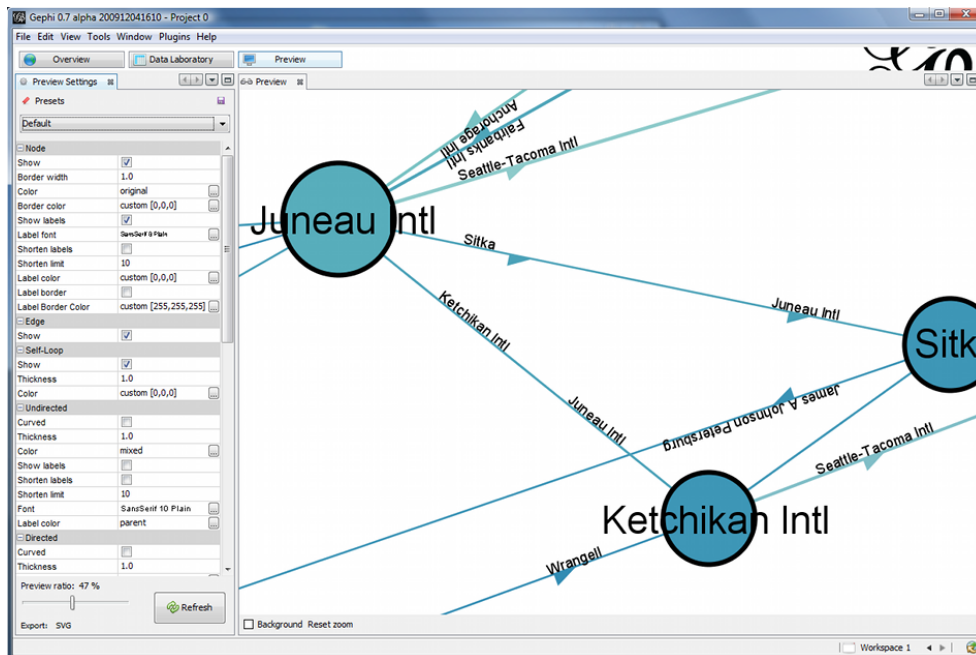 Gephi 0.7 alpha 200912041610 - Project 0
File Edit View Tools Window Plugins Help
Overview Data Laboratory Preview
Preview Settings
Preview
Presets
Default
Node
Show
Border width 1.0
Color original
Border color custom [0,0,0]
Show labels
Label font SansSerif 8 Plain
Shorten labels
Shorten limit 10
Label color custom [0,0,0]
Label border
Label Border Color custom [255,255,255]
Edge
Show
Self-Loop
Show
Thickness 1.0
Color custom [0,0,0]
Undirected
Curved
Thickness 1.0
Color mixed
Show labels
Shorten labels
Shorten limit 10
Font SansSerif 10 Plain
Label color parent
Directed
Curved
Thickness 1.0
Preview ratio: 47 %
Refresh
Export: SVG
Anchorage Intl
Fairbanks Intl
Seattle-Tacoma Intl
Juneau Intl
Sitka
Juneau Intl
Ketchikan Intl
Sitk
James A Johnson Petersburg
Juneau Intl
Seattle-Tacoma Intl
Ketchikan Intl
Wrangell
Background Reset zoom
Workspace 1